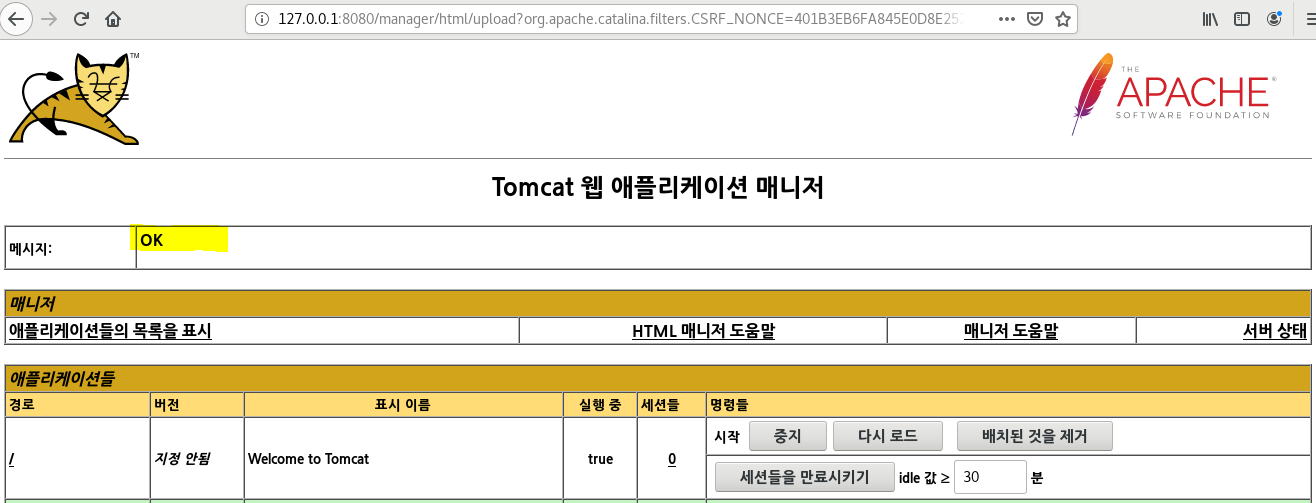 127.0.0.1:8080/manager/html/upload?org.apache.catalina.filters.CSRF_NONCE=401B3EB6FA845E0D8E25
TM
THE
APACHE®
SOFTWARE FOUNDATION
Tomcat 웹 애플리케이션 매니저
메시지: OK
매니저
애플리케이션들의 목록을 표시 HTML 매니저 도움말 매니저 도움말 서버 상태
애플리케이션들
경로 버전 표시 이름 실행 중 세션들 명령들
/ 지정 안됨 Welcome to Tomcat true 0 시작 중지 다시 로드 배치된 것을 제거
세션들을 만료시키기 idle 값 ≥ 30 분